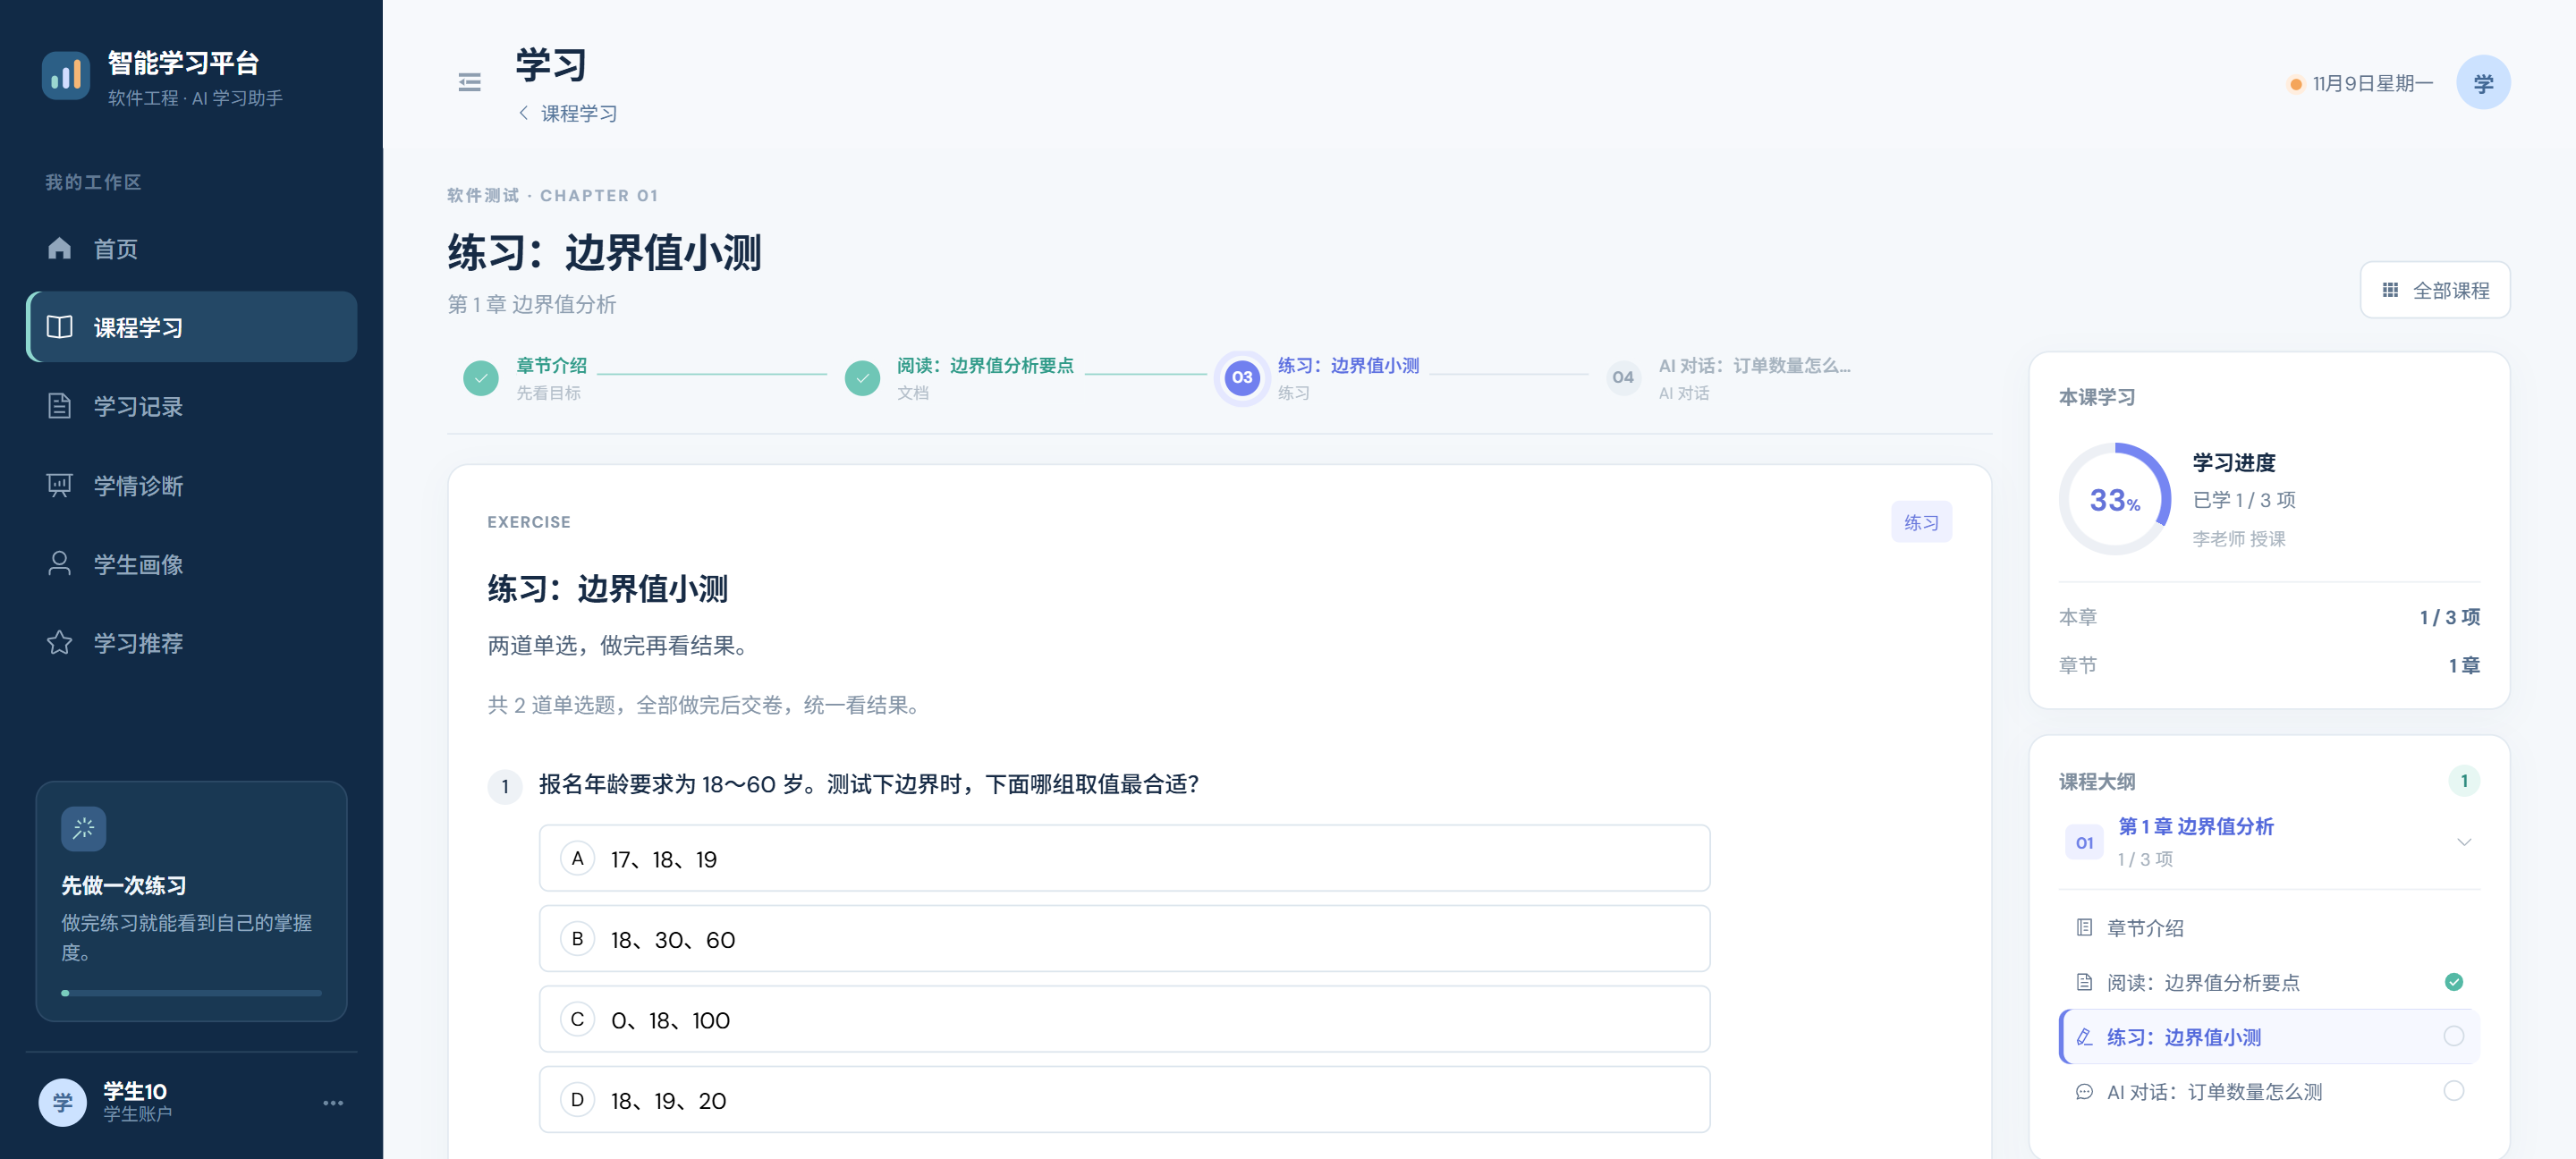 智能学习平台
软件工程 · AI 学习助手
我的工作区
首页
课程学习
学习记录
学情诊断
学生画像
学习推荐
先做一次练习
做完练习就能看到自己的掌握
度。
学
学生10
学生账户
学习
课程学习
11月9日星期一
学
软件测试 · CHAPTER 01
练习：边界值小测
第 1 章 边界值分析
全部课程
章节介绍
先看目标
阅读：边界值分析要点
文档
03
练习：边界值小测
练习
04
AI 对话：订单数量怎么...
AI 对话
EXERCISE
练习
练习：边界值小测
两道单选，做完再看结果。
共 2 道单选题，全部做完后交卷，统一看结果。
1 报名年龄要求为 18～60 岁。测试下边界时，下面哪组取值最合适？
A 17、18、19
B 18、30、60
C 0、18、100
D 18、19、20
本课学习
33%
学习进度
已学 1 / 3 项
李老师 授课
本章 1 / 3 项
章节 1 章
课程大纲 1
01
第 1 章 边界值分析
1 / 3 项
章节介绍
阅读：边界值分析要点
练习：边界值小测
AI 对话：订单数量怎么测